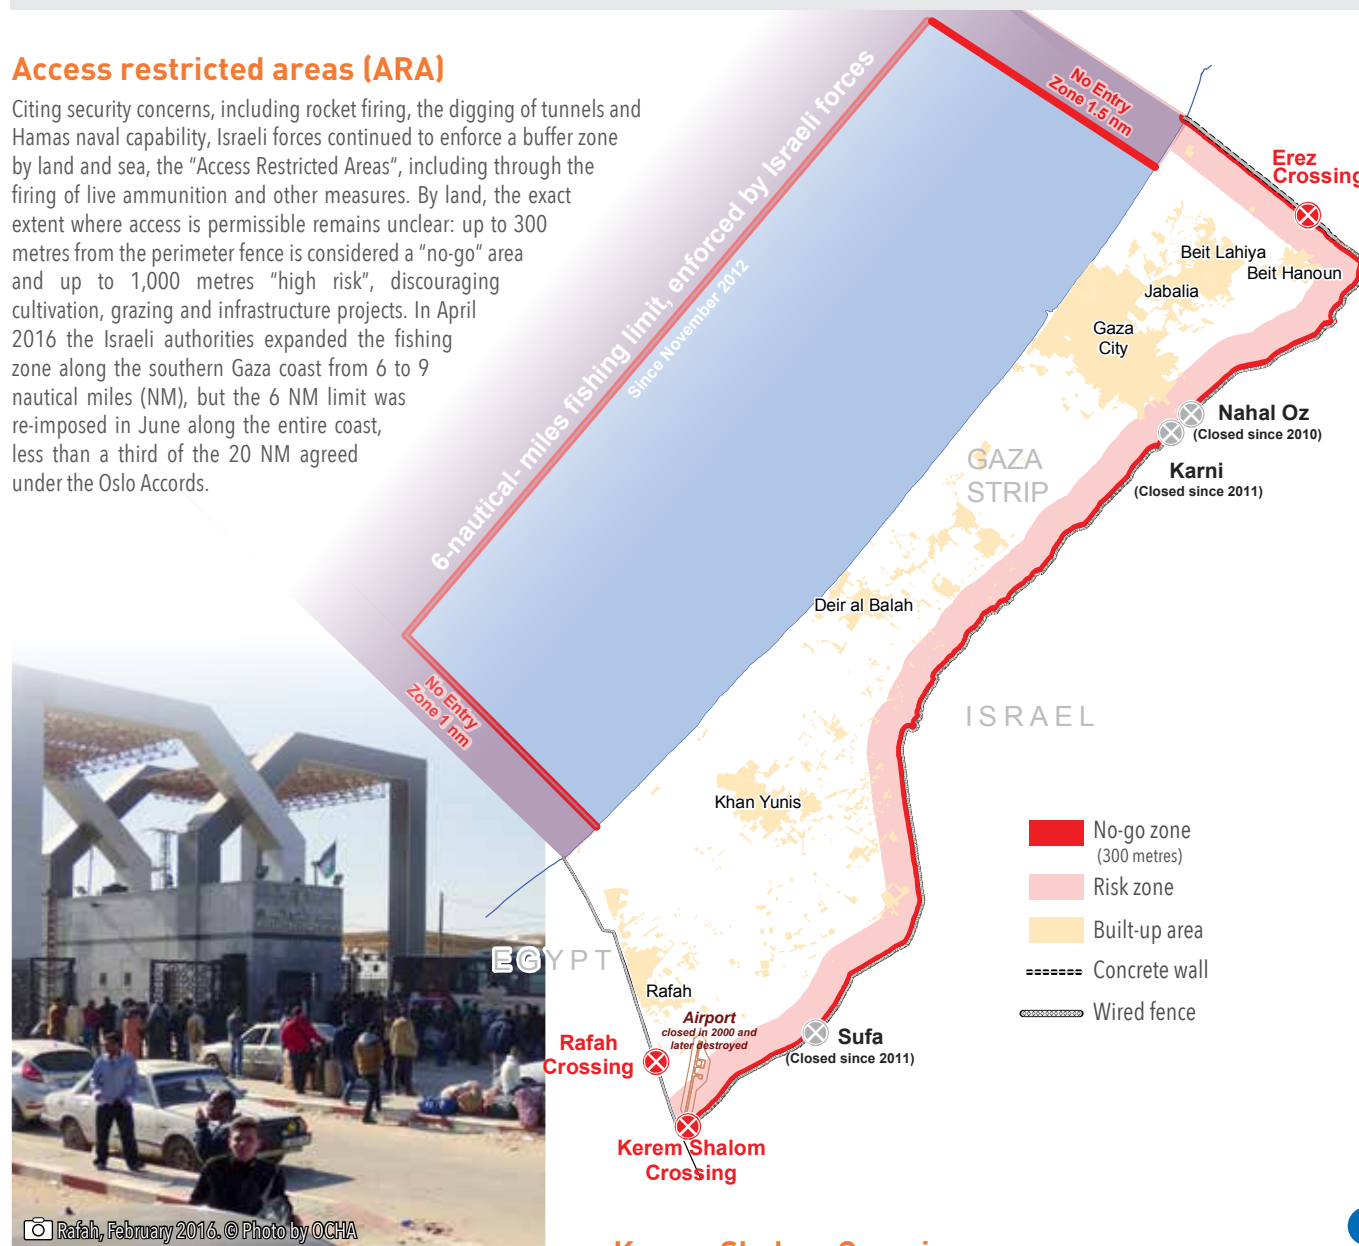 Access restricted areas (ARA)
Citing security concerns, including rocket firing, the digging of tunnels and
Hamas naval capability, Israeli forces continued to enforce a buffer zone
by land and sea, the “Access Restricted Areas”, including through the
firing of live ammunition and other measures. By land, the exact
extent where access is permissible remains unclear: up to 300
metres from the perimeter fence is considered a “no-go” area
and up to 1,000 metres “high risk”, discouraging
cultivation, grazing and infrastructure projects. In April
2016 the Israeli authorities expanded the fishing
zone along the southern Gaza coast from 6 to 9
nautical miles (NM), but the 6 NM limit was
re-imposed in June along the entire coast,
less than a third of the 20 NM agreed
under the Oslo Accords.
6-nautical- miles fishing limit, enforced by Israeli forces
Since November 2012
No Entry
Zone 1.5 nm
Erez
Crossing
Beit Lahiya
Beit Hanoun
Jabalia
Gaza
City
Nahal Oz
(Closed since 2010)
Karni
(Closed since 2011)
GAZA
STRIP
Deir al Balah
No Entry
Zone 1 nm
ISRAEL
Khan Yunis
No-go zone
(300 metres)
Risk zone
Built-up area
Concrete wall
Wired fence
EGYPT
Rafah
Airport
closed in 2000 and
later destroyed
Rafah
Crossing
Sufa
(Closed since 2011)
Kerem Shalom
Crossing
Rafah, February 2016. © Photo by OCHA